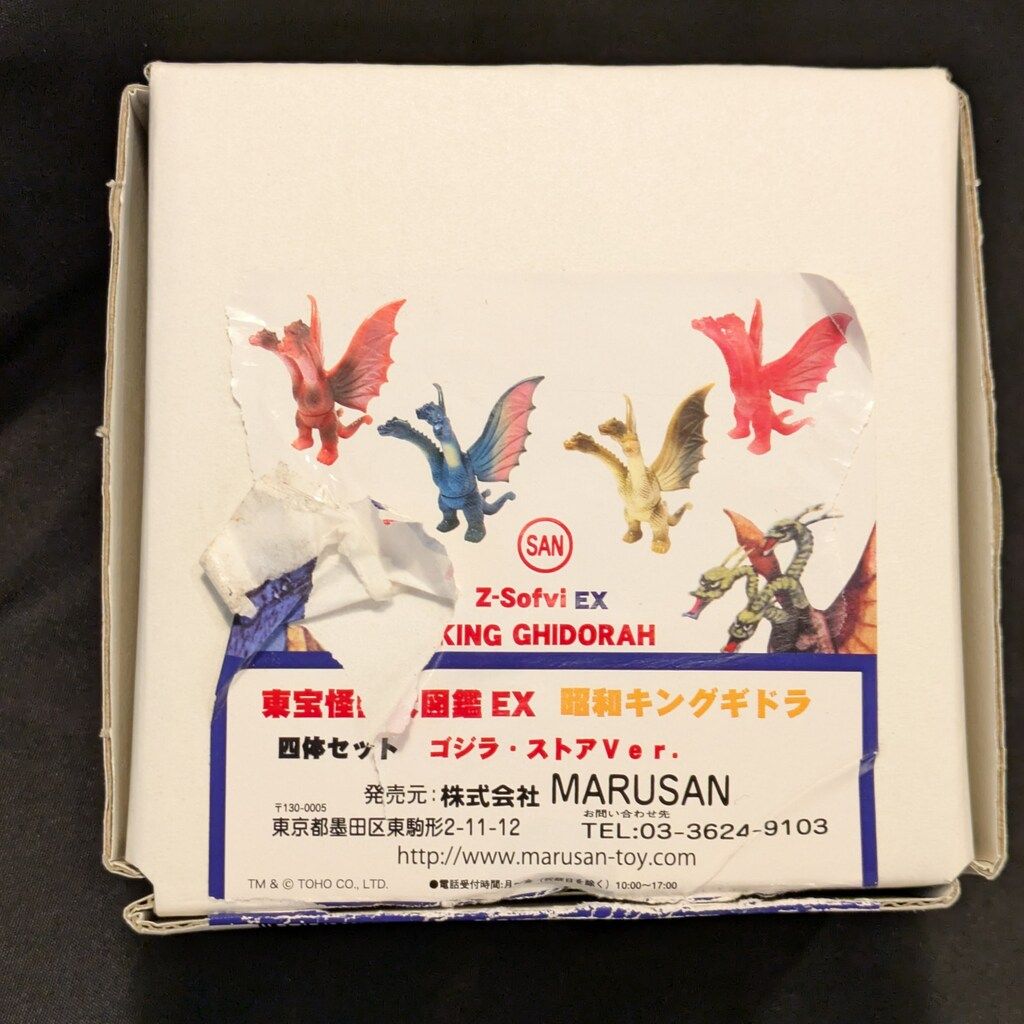 SAN
Z-Sofvi EX
KING GHIDORAH
東宝怪 図鑑 EX 昭和キングギドラ
四体セット ゴジラ・ストアVer.
発売元:株式会社 MARUSAN
〒130-0005
お問い合わせ先
東京都墨田区東駒形2-11-12 TEL:03-3624-9103
http://www.marusan-toy.com
TM & © TOHO CO., LTD. ●電話受付時間:月 日を除く) 10:00~17:00